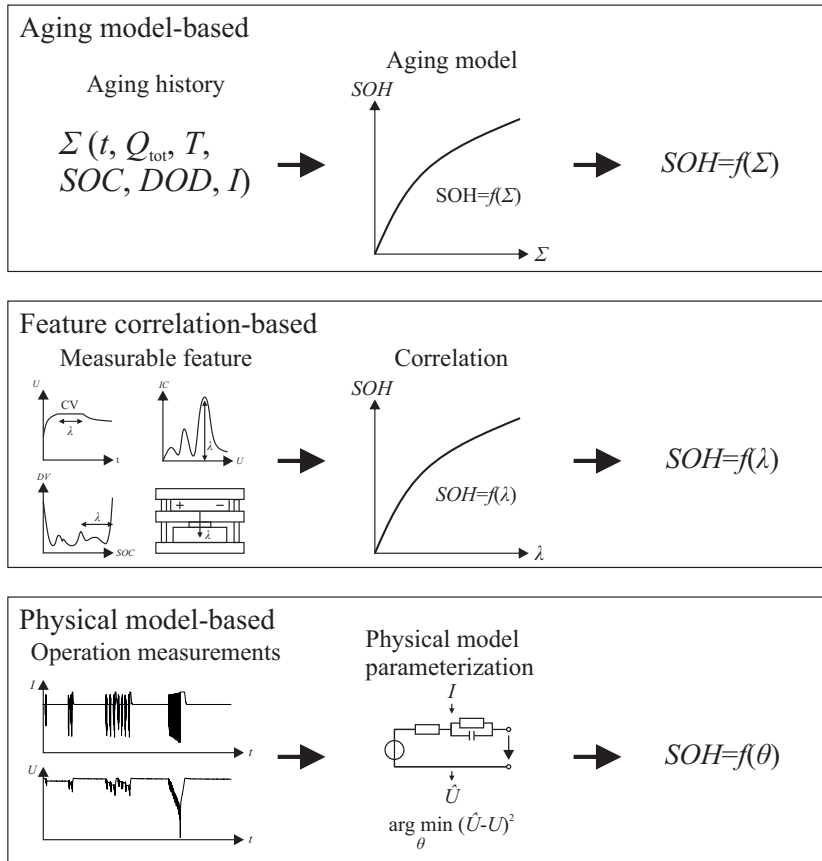 Aging model-based
Aging history
Σ (t, Q_tot, T,
SOC, DOD, I)
Aging model
SOH
SOH=f(Σ)
Σ
SOH=f(Σ)
Feature correlation-based
Measurable feature
U
CV
λ
t
IC
λ
U
DV
λ
SOC
+ −
λ
Correlation
SOH
SOH=f(λ)
λ
SOH=f(λ)
Physical model-based
Operation measurements
I
t
U
t
Physical model
parameterization
I
Û
arg min (Û-U)²
θ
SOH=f(θ)